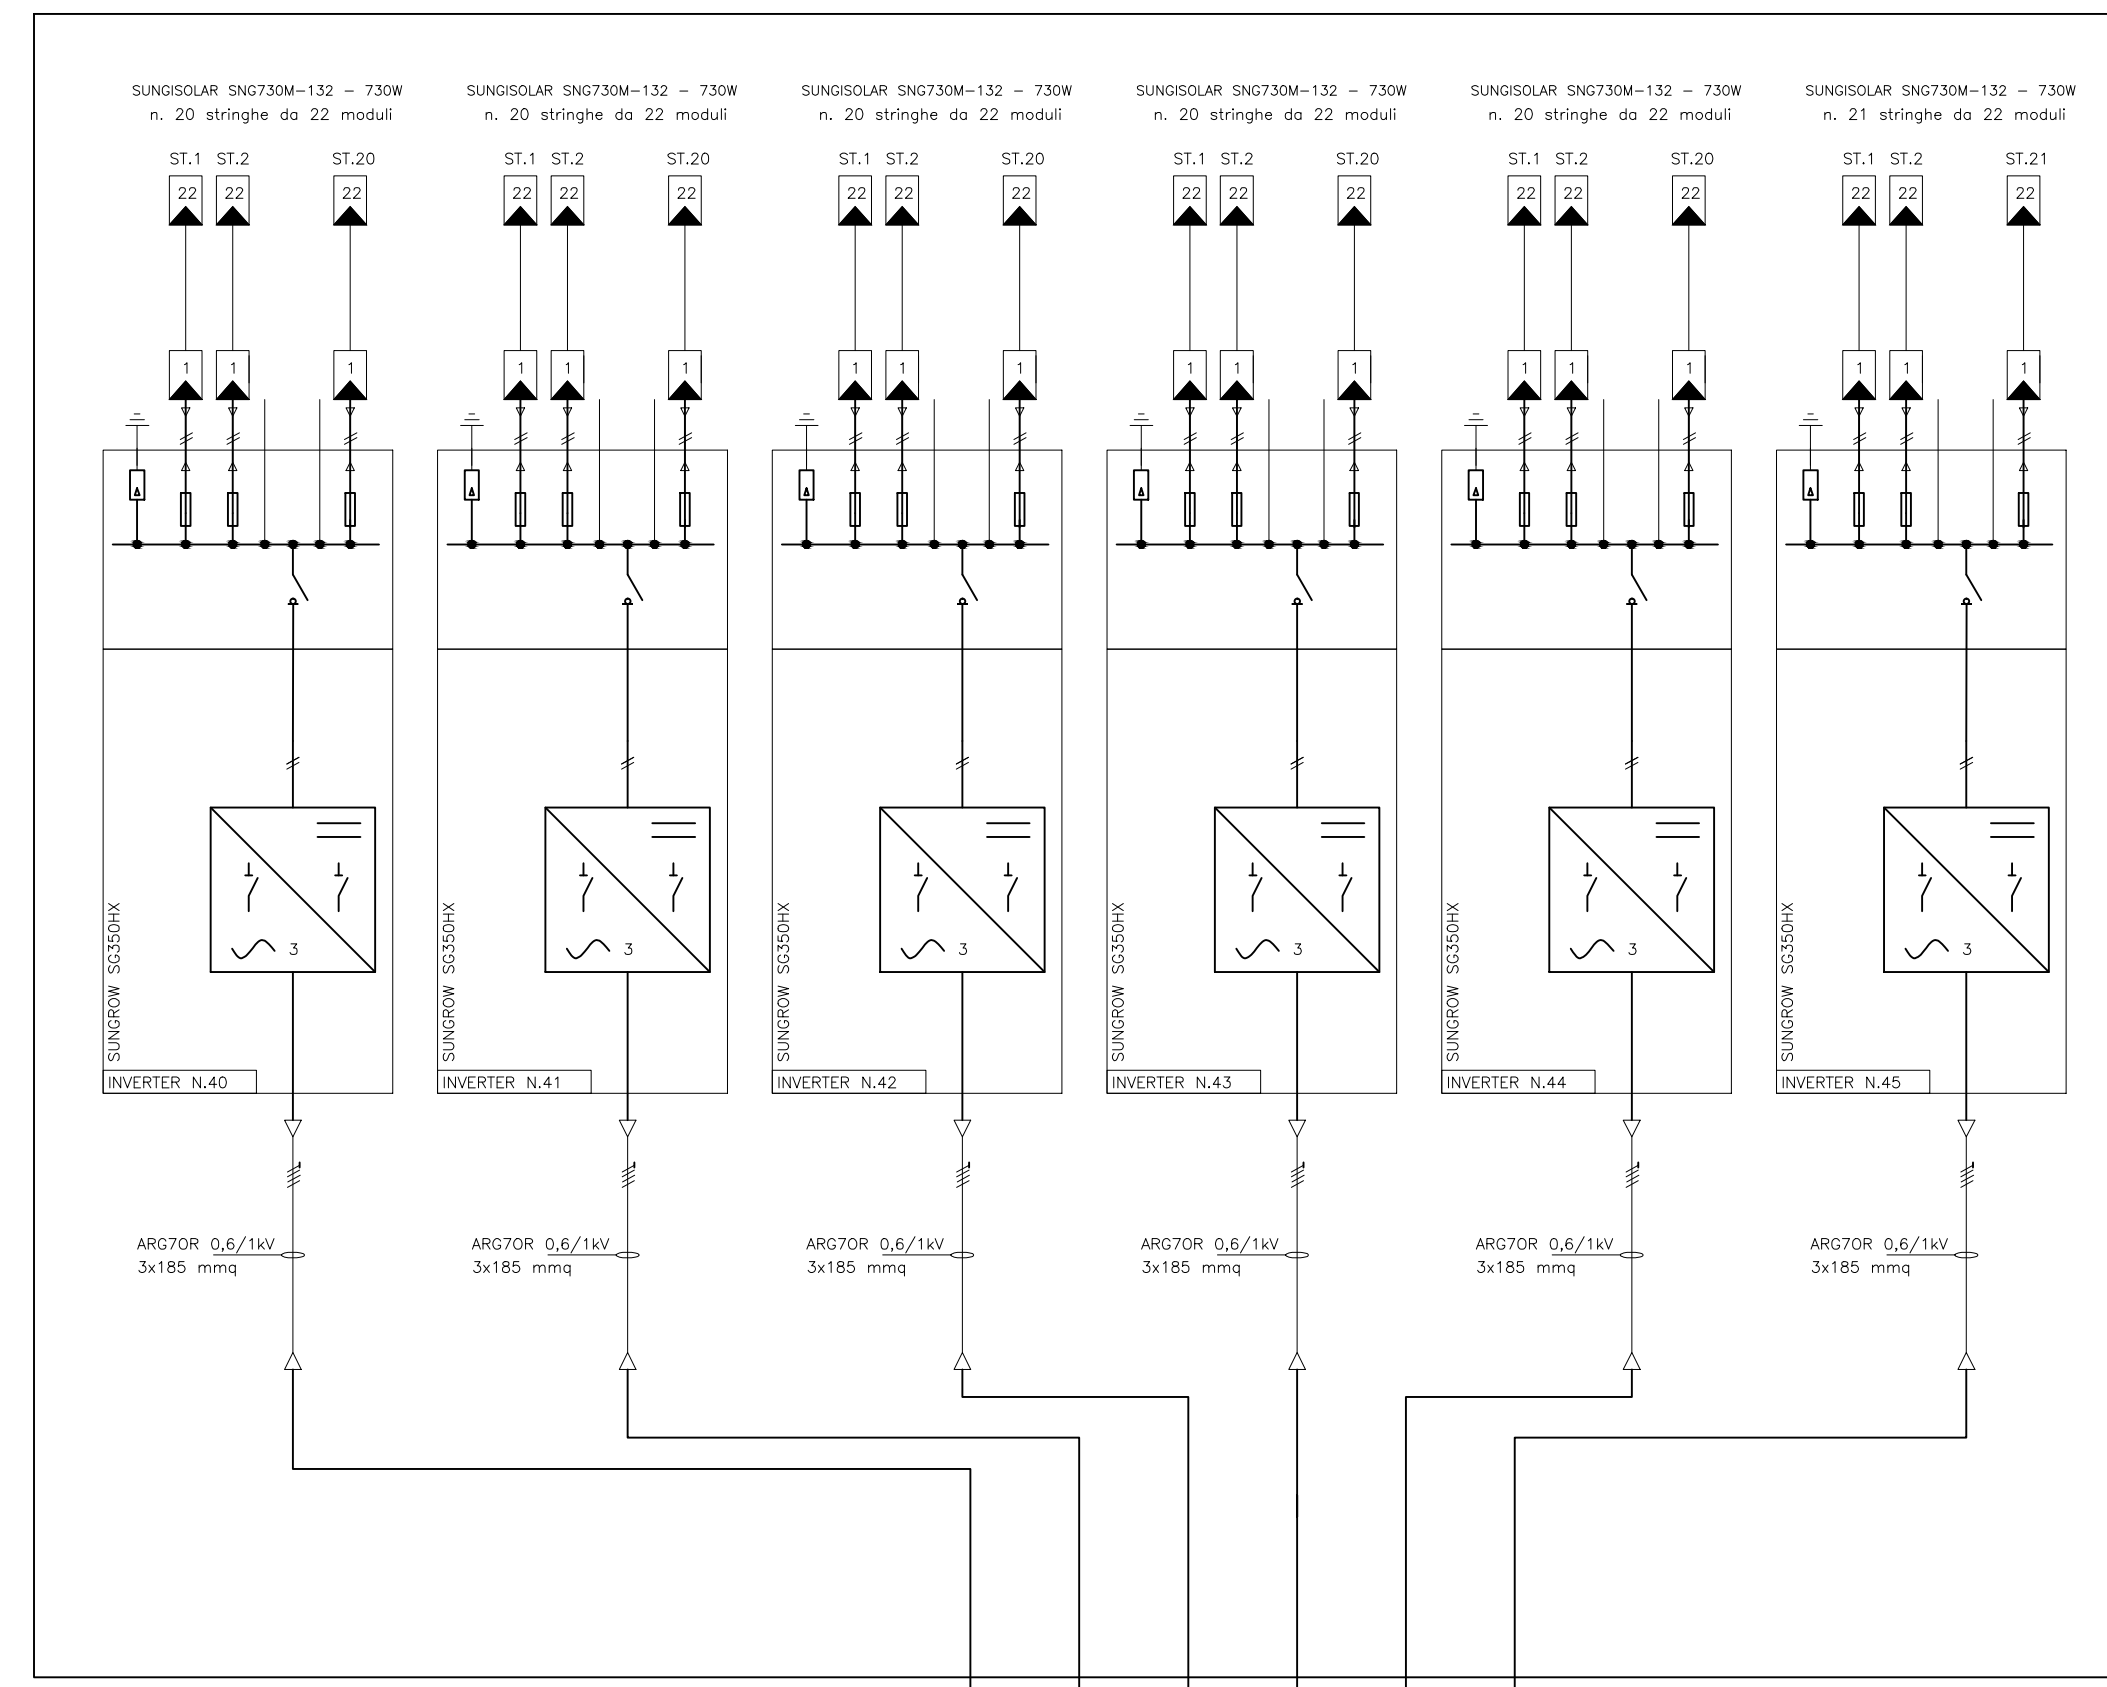 SUNGISOLAR SNG730M-132 - 730W
n. 20 stringhe da 22 moduli
ST.1 ST.2 ST.20
22 22 22
1 1 1
SUNGROW SG350HX
3
INVERTER N.40
ARG7OR 0,6/1kV
3x185 mmq
SUNGISOLAR SNG730M-132 - 730W
n. 20 stringhe da 22 moduli
ST.1 ST.2 ST.20
22 22 22
1 1 1
SUNGROW SG350HX
3
INVERTER N.41
ARG7OR 0,6/1kV
3x185 mmq
SUNGISOLAR SNG730M-132 - 730W
n. 20 stringhe da 22 moduli
ST.1 ST.2 ST.20
22 22 22
1 1 1
SUNGROW SG350HX
3
INVERTER N.42
ARG7OR 0,6/1kV
3x185 mmq
SUNGISOLAR SNG730M-132 - 730W
n. 20 stringhe da 22 moduli
ST.1 ST.2 ST.20
22 22 22
1 1 1
SUNGROW SG350HX
3
INVERTER N.43
ARG7OR 0,6/1kV
3x185 mmq
SUNGISOLAR SNG730M-132 - 730W
n. 20 stringhe da 22 moduli
ST.1 ST.2 ST.20
22 22 22
1 1 1
SUNGROW SG350HX
3
INVERTER N.44
ARG7OR 0,6/1kV
3x185 mmq
SUNGISOLAR SNG730M-132 - 730W
n. 21 stringhe da 22 moduli
ST.1 ST.2 ST.21
22 22 22
1 1 1
SUNGROW SG350HX
3
INVERTER N.45
ARG7OR 0,6/1kV
3x185 mmq